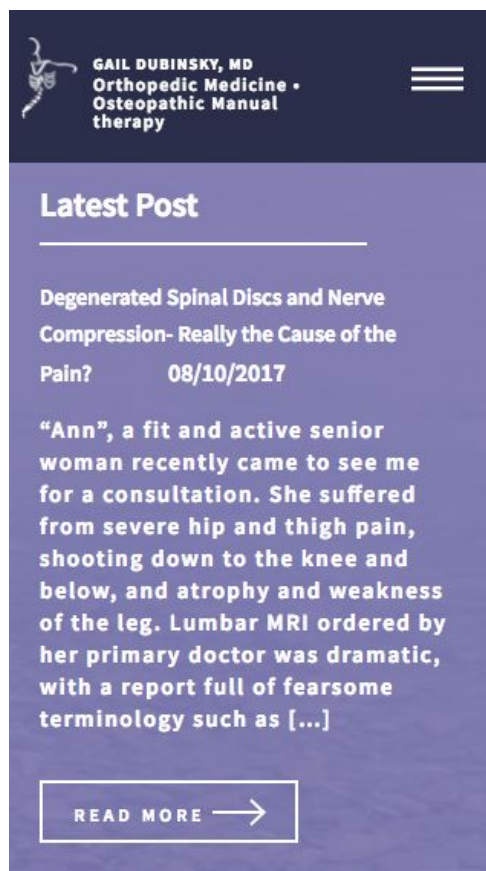 GAIL DUBINSKY, MD
Orthopedic Medicine •
Osteopathic Manual
therapy
Latest Post
Degenerated Spinal Discs and Nerve
Compression- Really the Cause of the
Pain? 08/10/2017
“Ann”, a fit and active senior
woman recently came to see me
for a consultation. She suffered
from severe hip and thigh pain,
shooting down to the knee and
below, and atrophy and weakness
of the leg. Lumbar MRI ordered by
her primary doctor was dramatic,
with a report full of fearsome
terminology such as [...]
READ MORE